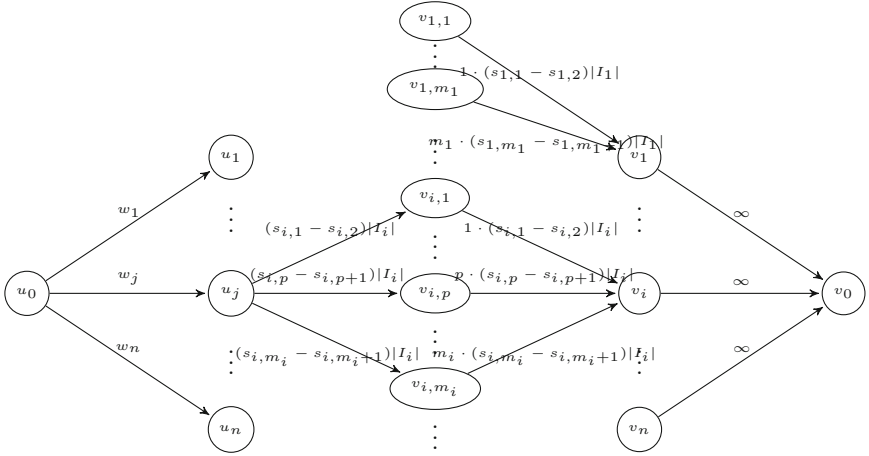 v_{1,1}
⋮
1 · (s_{1,1} − s_{1,2})|I_1|
v_{1,m_1}
⋮
m_1 · (s_{1,m_1} − s_{1,m_1+1})|I_1|
u_1
v_1
w_1
⋮
(s_{i,1} − s_{i,2})|I_i|
v_{i,1}
1 · (s_{i,1} − s_{i,2})|I_i|
⋮
∞
⋮
w_j
(s_{i,p} − s_{i,p+1})|I_i|
p · (s_{i,p} − s_{i,p+1})|I_i|
∞
u_0
u_j
v_{i,p}
v_i
v_0
w_n
⋮
(s_{i,m_i} − s_{i,m_i+1})|I_i|
⋮
m_i · (s_{i,m_i} − s_{i,m_i+1})|I_i|
⋮
∞
v_{i,m_i}
u_n
⋮
v_n